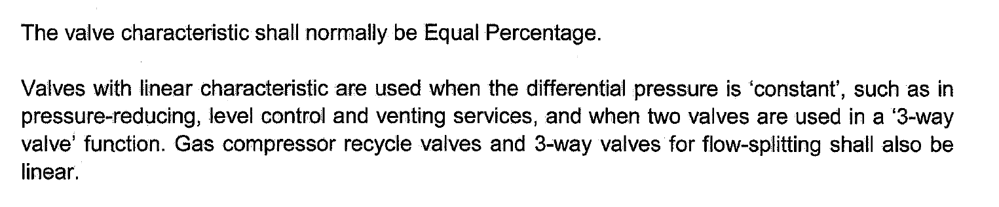 The valve characteristic shall normally be Equal Percentage.
Valves with linear characteristic are used when the differential pressure is ‘constant’, such as in
pressure-reducing, level control and venting services, and when two valves are used in a ‘3-way
valve’ function. Gas compressor recycle valves and 3-way valves for flow-splitting shall also be
linear.